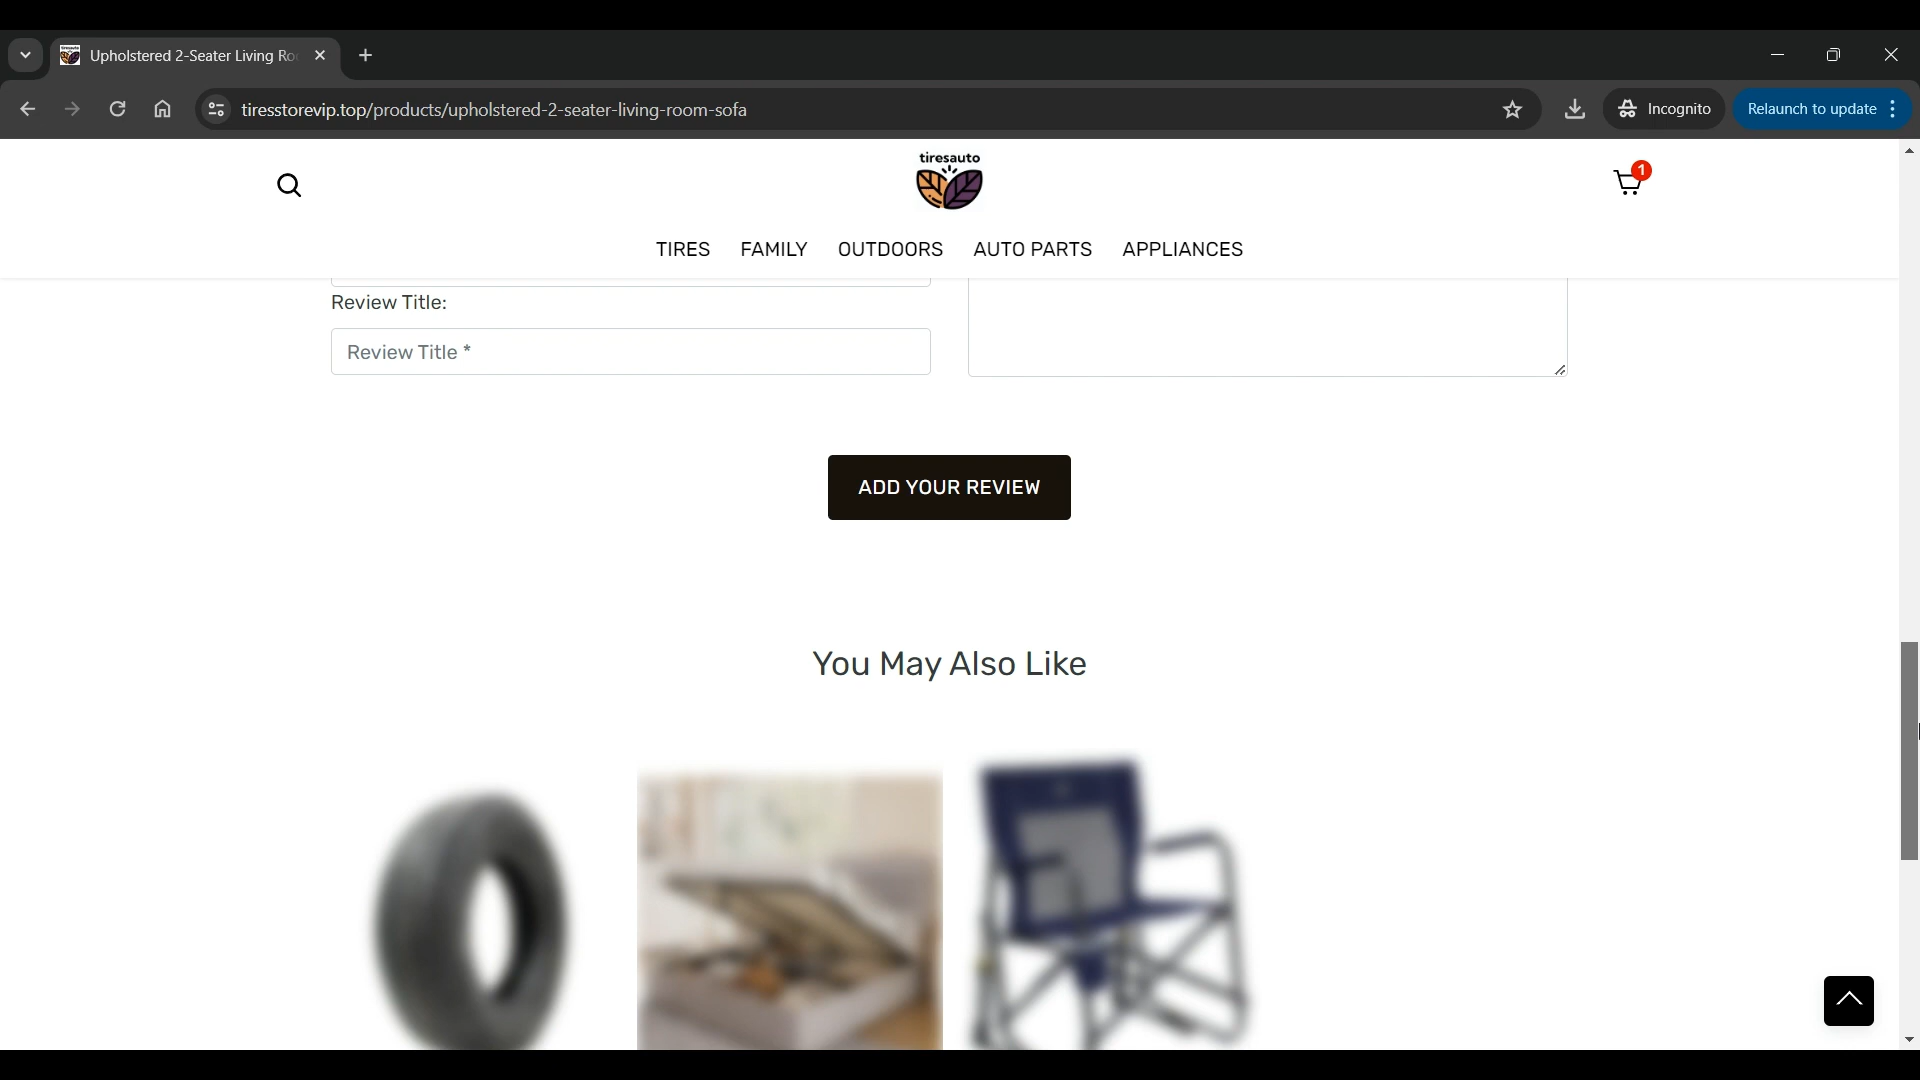 Upholstered 2-Seater Living Ro
tiresstorevip.top/products/upholstered-2-seater-living-room-sofa
Incognito
Relaunch to update
tiresauto
1
TIRES
FAMILY
OUTDOORS
AUTO PARTS
APPLIANCES
Review Title:
Review Title *
ADD YOUR REVIEW
You May Also Like